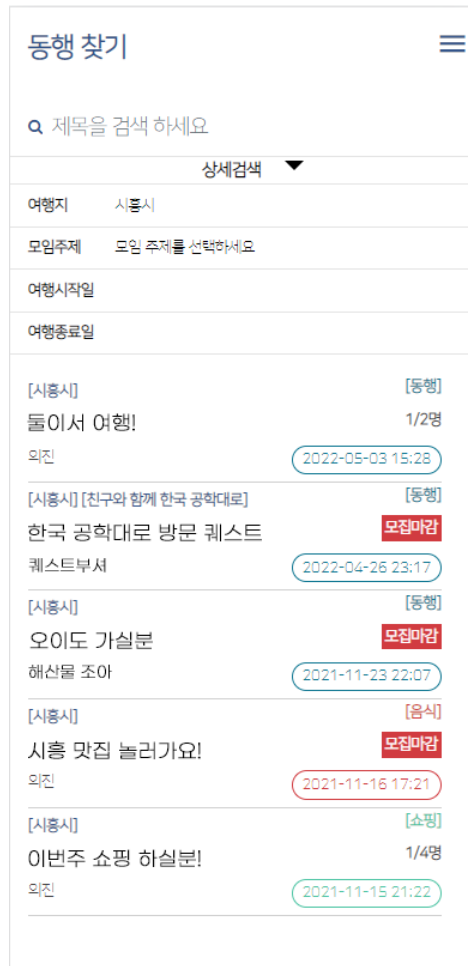 동행 찾기
제목을 검색 하세요
상세검색
여행지 시흥시
모임주제 모임 주제를 선택하세요
여행시작일
여행종료일
[시흥시] [동행]
둘이서 여행! 1/2명
의진 2022-05-03 15:28
[시흥시] [친구와 함께 한국 공학대로] [동행]
한국 공학대로 방문 퀘스트 모집마감
퀘스트부셔 2022-04-26 23:17
[시흥시] [동행]
오이도 가실분 모집마감
해산물 조아 2021-11-23 22:07
[시흥시] [음식]
시흥 맛집 놀러가요! 모집마감
의진 2021-11-16 17:21
[시흥시] [쇼핑]
이번주 쇼핑 하실분! 1/4명
의진 2021-11-15 21:22